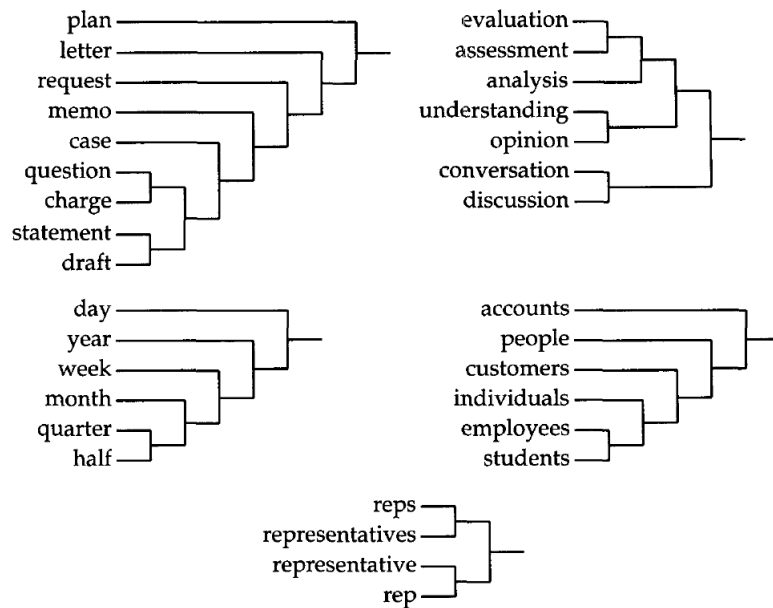 plan
letter
request
memo
case
question
charge
statement
draft
evaluation
assessment
analysis
understanding
opinion
conversation
discussion
day
year
week
month
quarter
half
accounts
people
customers
individuals
employees
students
reps
representatives
representative
rep